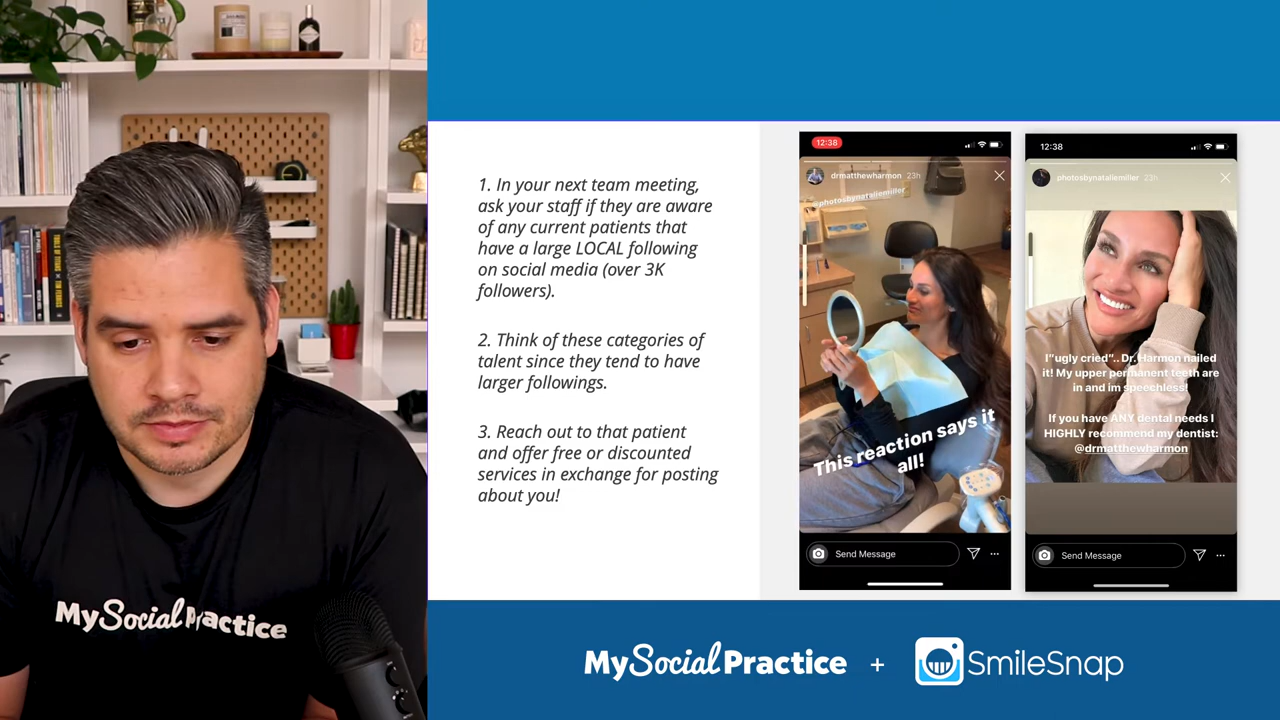 MySocialPractice
1. In your next team meeting,
ask your staff if they are aware
of any current patients that
have a large LOCAL following
on social media (over 3K
followers).
2. Think of these categories of
talent since they tend to have
larger followings.
3. Reach out to that patient
and offer free or discounted
services in exchange for posting
about you!
12:38
drmatthewharmon 23h
@photosbynataliemiller
This reaction says it
all!
Send Message
12:38
photosbynataliemiller 23h
I"ugly cried".. Dr. Harmon nailed
it! My upper permanent teeth are
in and im speechless!
If you have ANY dental needs I
HIGHLY recommend my dentist:
@drmatthewharmon
Send Message
MySocialPractice + SmileSnap